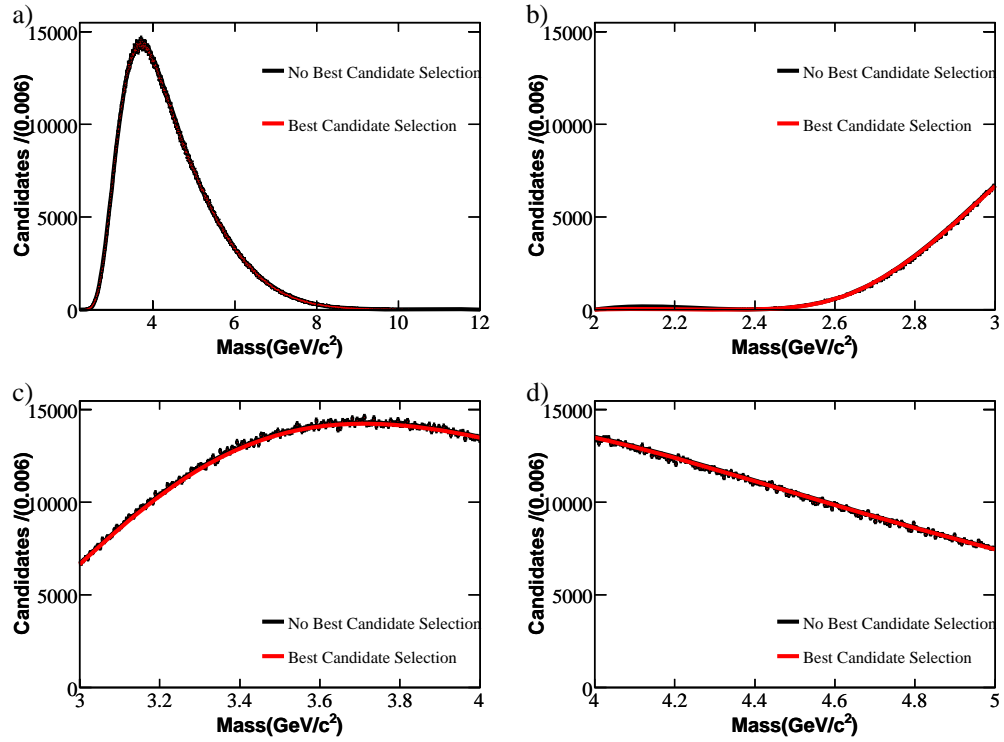 a)
15000
10000
5000
0
Candidates /(0.006)
No Best Candidate Selection
Best Candidate Selection
4 6 8 10 12
Mass(GeV/c²)
b)
15000
10000
5000
0
Candidates /(0.006)
No Best Candidate Selection
Best Candidate Selection
2 2.2 2.4 2.6 2.8 3
Mass(GeV/c²)
c)
15000
10000
5000
0
Candidates /(0.006)
No Best Candidate Selection
Best Candidate Selection
3 3.2 3.4 3.6 3.8 4
Mass(GeV/c²)
d)
15000
10000
5000
0
Candidates /(0.006)
No Best Candidate Selection
Best Candidate Selection
4 4.2 4.4 4.6 4.8 5
Mass(GeV/c²)